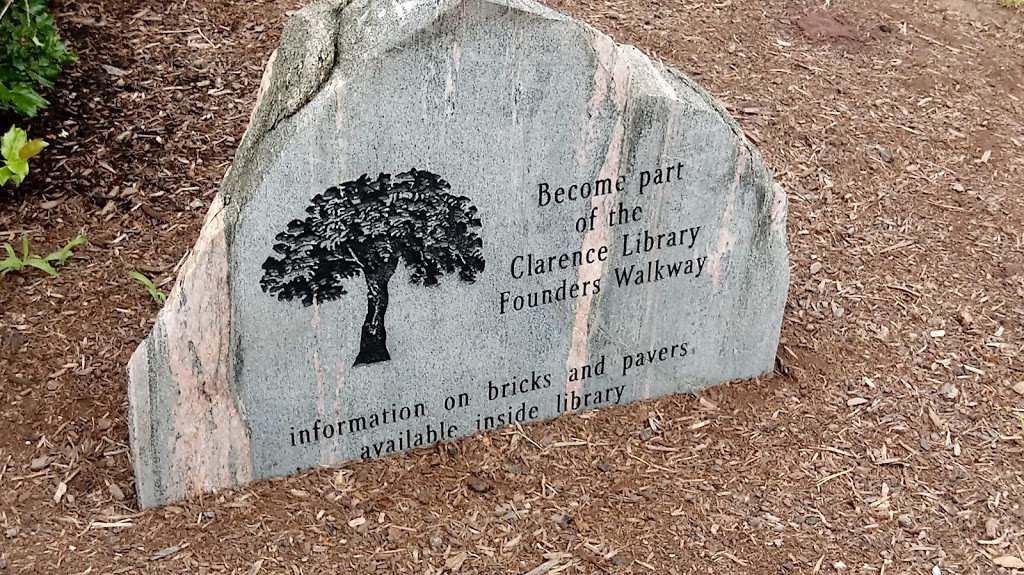 Become part
of the
Clarence Library
Founders Walkway
information on bricks and pavers
available inside library